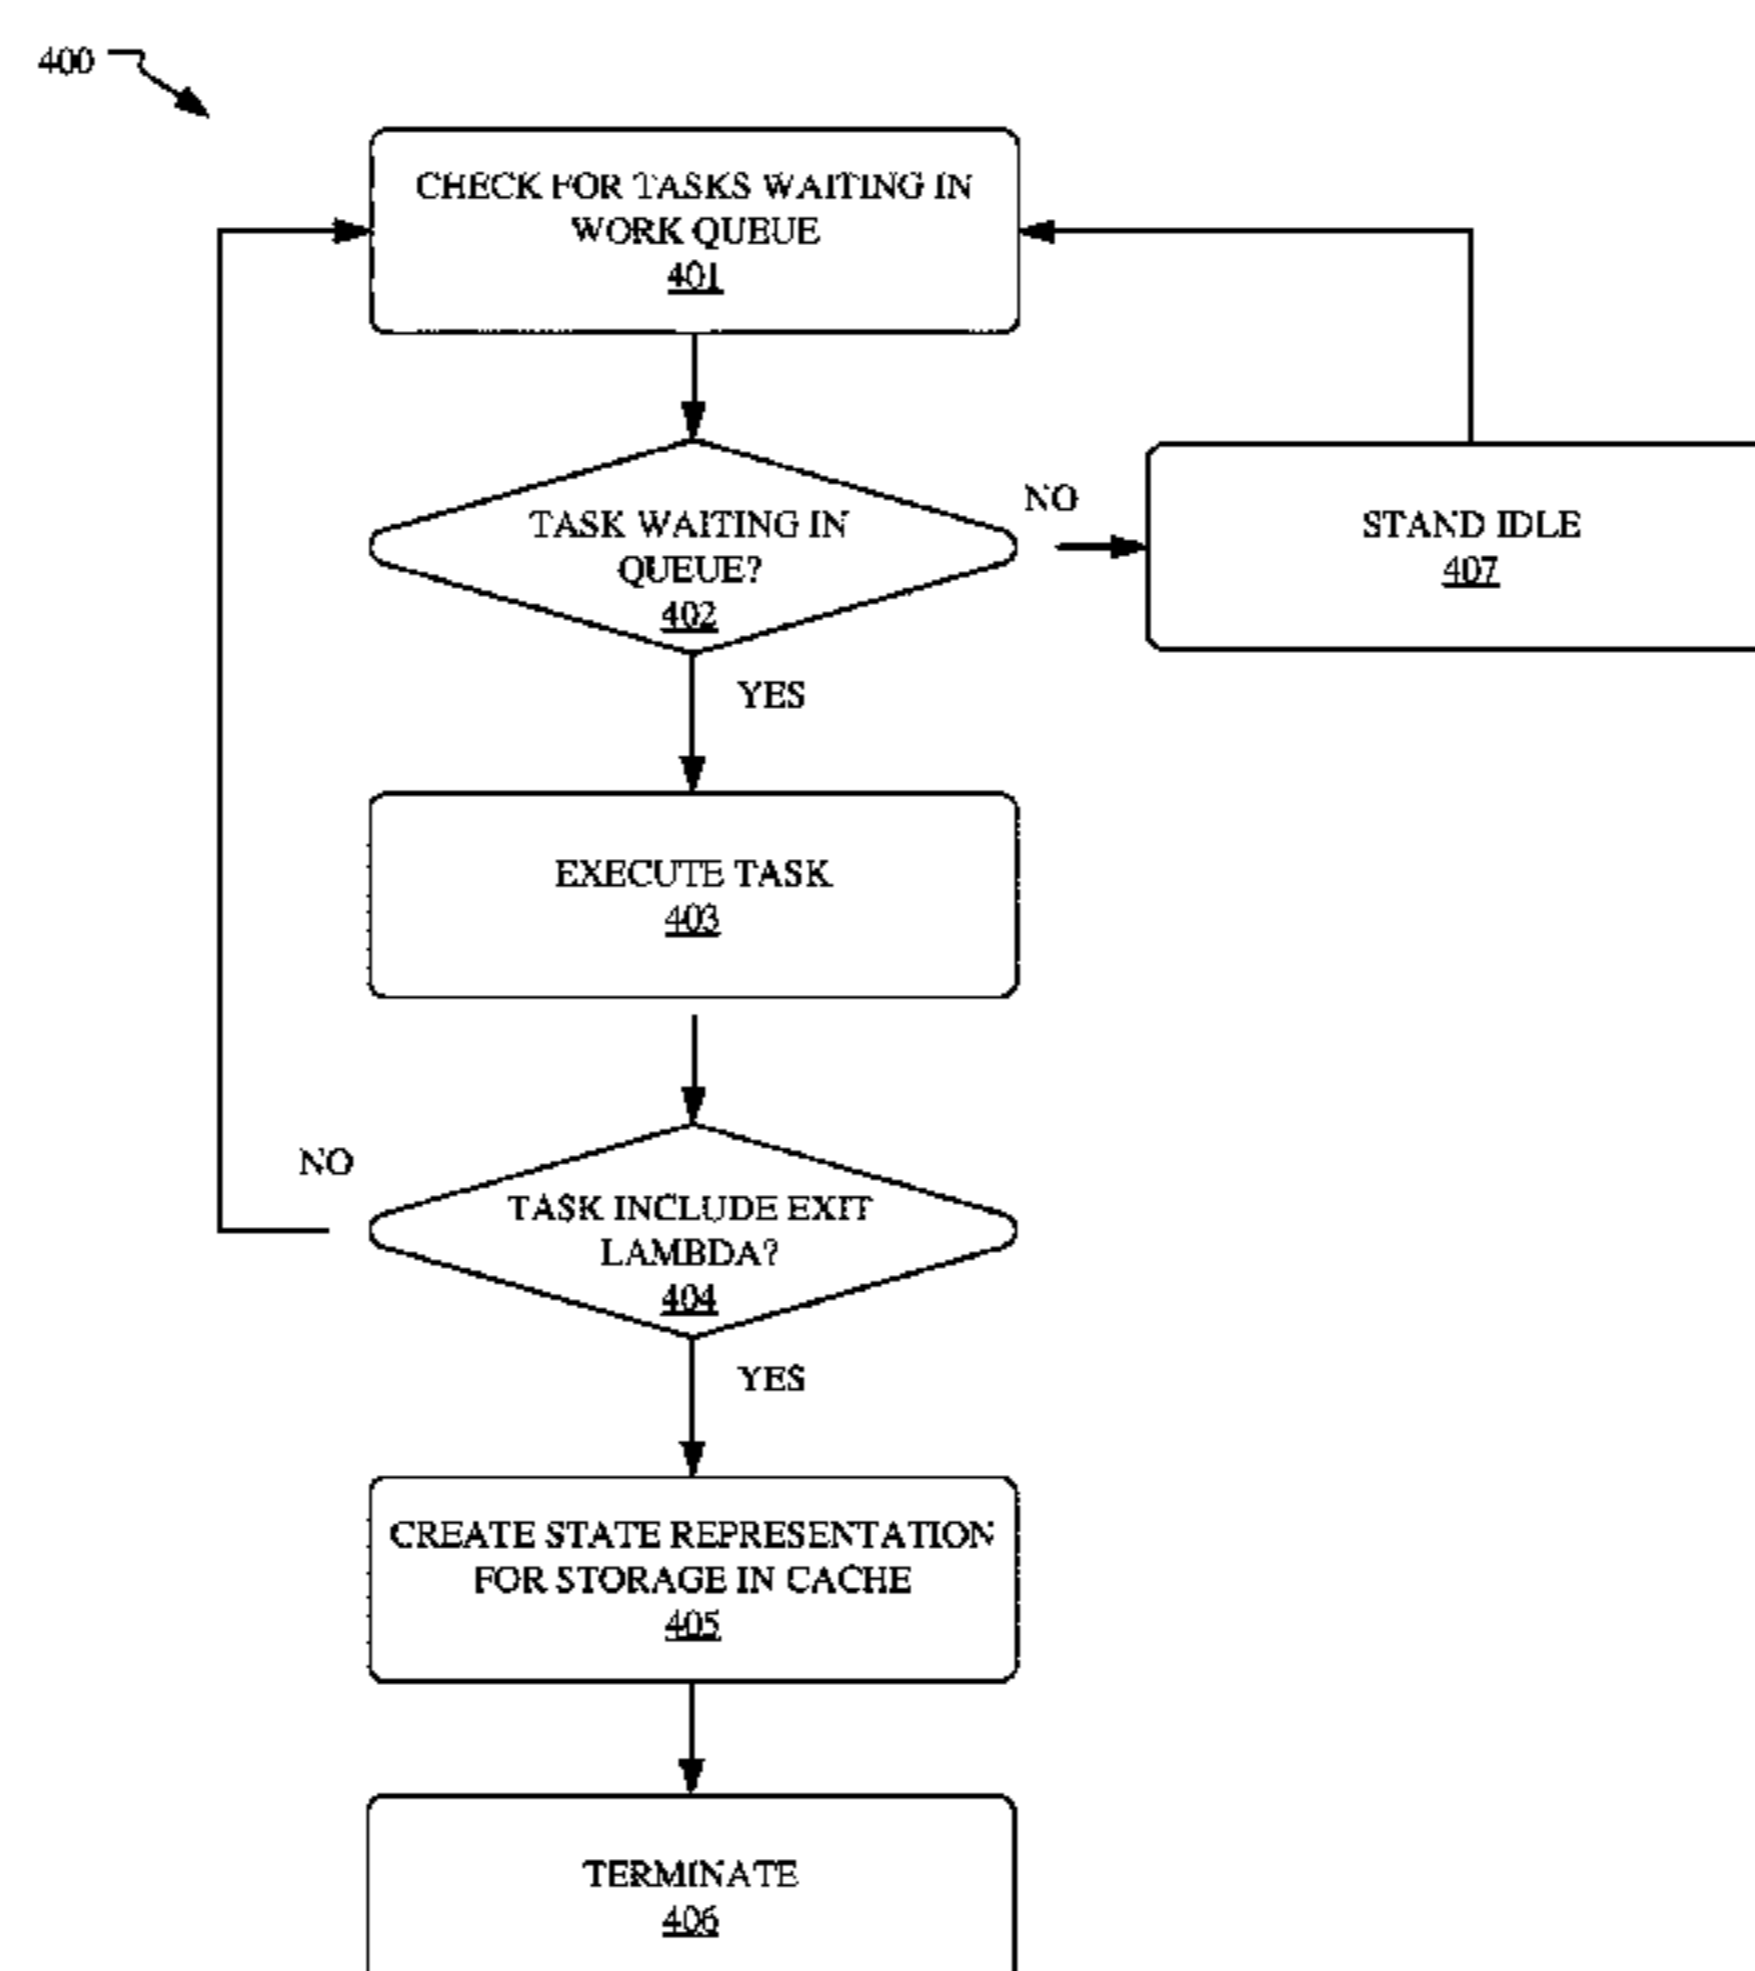 400
CHECK FOR TASKS WAITING IN
WORK QUEUE
401
TASK WAITING IN
QUEUE?
402
NO
STAND IDLE
407
YES
EXECUTE TASK
403
NO
TASK INCLUDE EXIT
LAMBDA?
404
YES
CREATE STATE REPRESENTATION
FOR STORAGE IN CACHE
405
TERMINATE
406